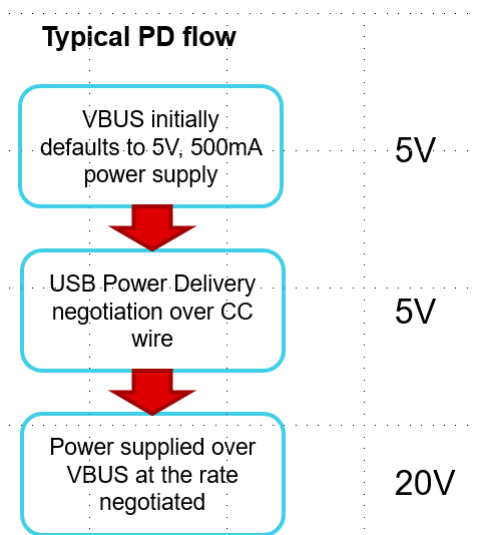 Typical PD flow
VBUS initially
defaults to 5V, 500mA
power supply
5V
USB Power Delivery
negotiation over CC
wire
5V
Power supplied over
VBUS at the rate
negotiated
20V